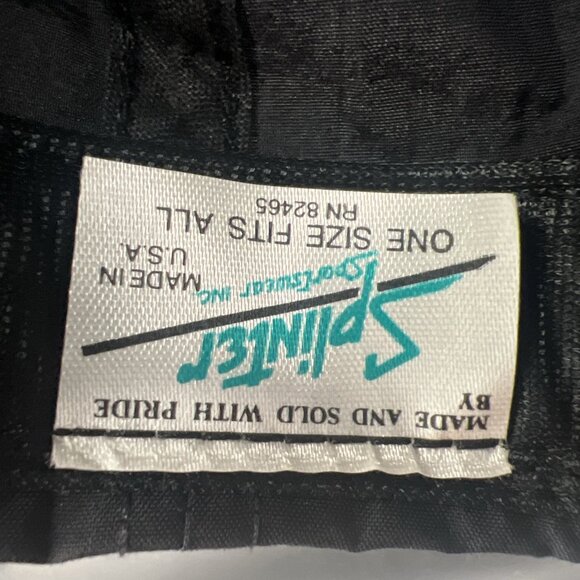 MADE AND SOLD WITH PRIDE
BY
Splinter
Sportswear INC.
MADE IN
U.S.A.
ONE SIZE FITS ALL
RN 82465